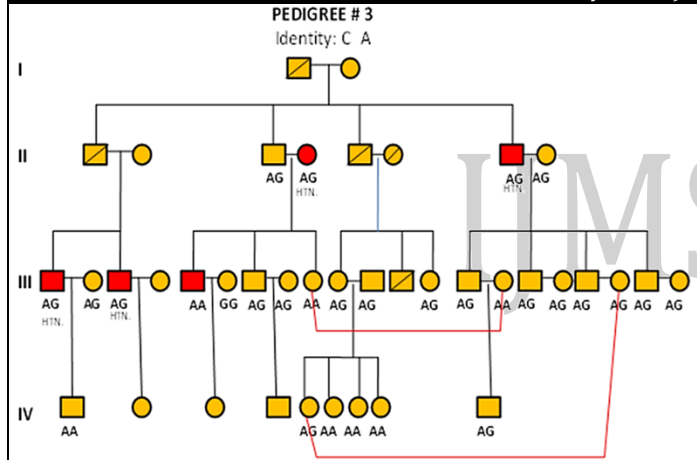 PEDIGREE # 3
Identity: C A
I
II
AG AG AG AG
HTN. HTN.
IJMS
III
AG AG AG AA GG AG AG AA AG AG AG AG AA AG AG AG AG AG AG
HTN. HTN.
IV
AA AG AA AA AA AG